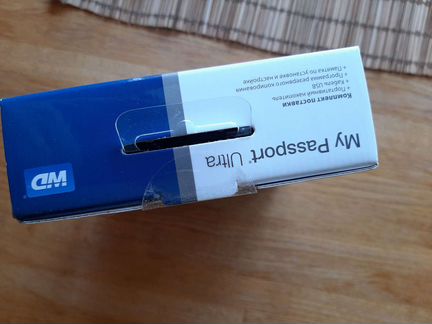 WD
My Passport® Ultra
Комплект поставки
• Портативный накопитель
• Кабель USB
• Программа резервного копирования
• Памятка по установке и настройке